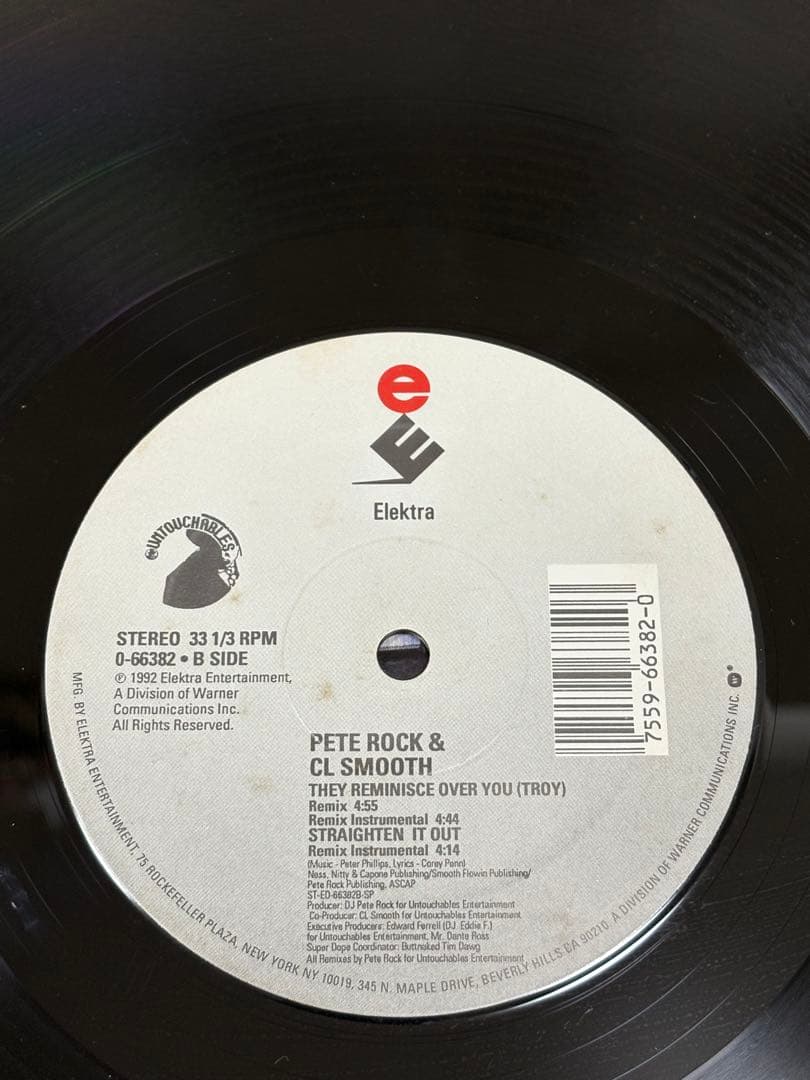 e
E
Elektra
UNTOUCHABLES
STEREO 33 1/3 RPM
0-66382 • B SIDE
℗ 1992 Elektra Entertainment,
A Division of Warner
Communications Inc.
All Rights Reserved.
7559-66382-0
PETE ROCK &
CL SMOOTH
THEY REMINISCE OVER YOU (TROY)
Remix 4:55
Remix Instrumental 4:44
STRAIGHTEN IT OUT
Remix Instrumental 4:14
(Music - Peter Phillips, Lyrics - Corey Penn)
Ness, Nitty & Capone Publishing/Smooth Flowin Publishing/
Pete Rock Publishing, ASCAP
ST-ED-66382B-SP
Producer: DJ Pete Rock for Untouchables Entertainment
Co-Producer: CL Smooth for Untouchables Entertainment
Executive Producers: Edward Ferrell (DJ. Eddie F.)
for Untouchables Entertainment, Mr. Dante Ross
Super Dope Coordinator: Buttnaked Tim Dawg
All Remixes by Pete Rock for Untouchables Entertainment
MFG. BY ELEKTRA ENTERTAINMENT, 75 ROCKEFELLER PLAZA, NEW YORK NY 10019, 345 N. MAPLE DRIVE, BEVERLY HILLS CA 90210, A DIVISION OF WARNER COMMUNICATIONS INC.